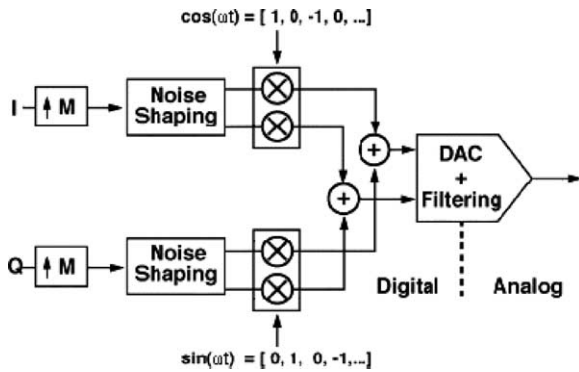 cos(ωt) = [ 1, 0, -1, 0, ...]
I
↑ M
Noise
Shaping
DAC
+
Filtering
+
+
Q
↑ M
Noise
Shaping
Digital
Analog
sin(ωt) = [ 0, 1, 0, -1,...]